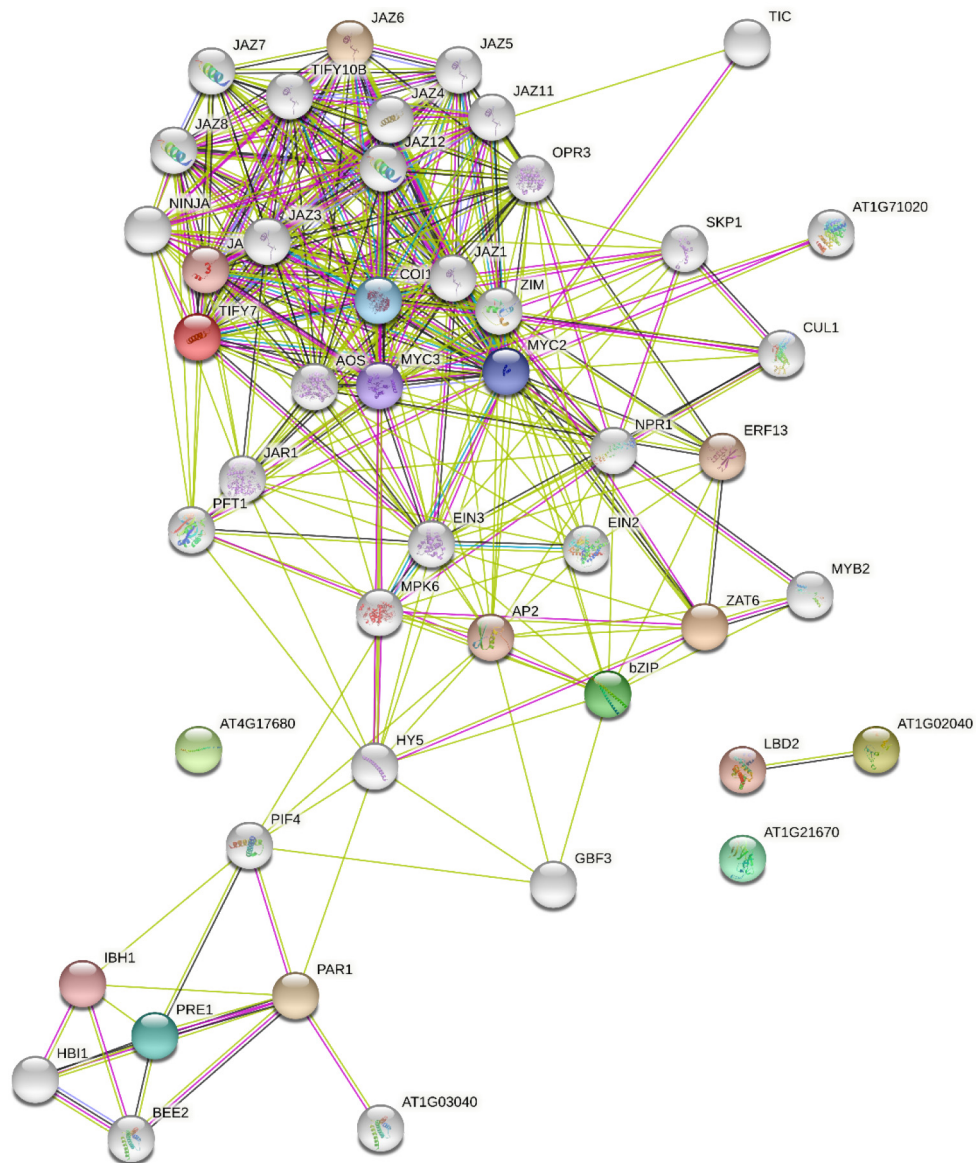 TIC
JAZ6
JAZ7
JAZ5
TIFY10B
JAZ4
JAZ11
JAZ8
JAZ12
OPR3
NINJA
JAZ3
SKP1
AT1G71020
JA
JAZ1
COI1
ZIM
TIFY7
CUL1
AOS
MYC3
MYC2
NPR1
ERF13
JAR1
PFT1
EIN3
EIN2
MYB2
MPK6
AP2
ZAT6
bZIP
AT4G17680
HY5
LBD2
AT1G02040
PIF4
AT1G21670
GBF3
IBH1
PAR1
PRE1
HBI1
BEE2
AT1G03040